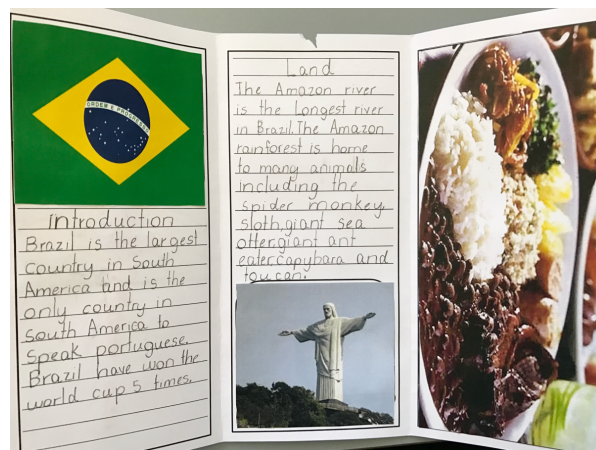 ORDEM E PROGRESSO
introduction
Brazil is the largest
country in South
America and is the
only country in
south America to
speak portuguese.
Brazil have won the
world cup 5 times.
Land
The Amazon river
is the Longest river
in Brazil. The Amazon
rainforest is home
to many animals
including the
spider monkey,
sloth, giant sea
otter, giant ant
eater, capybara and
toucan.